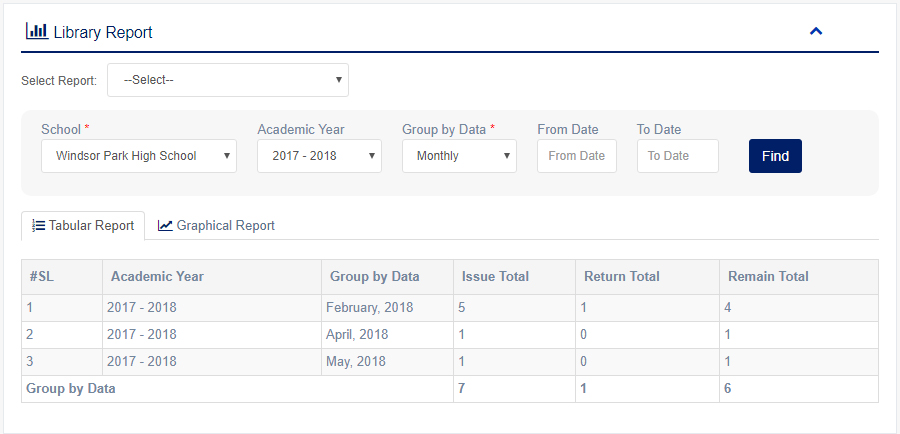 Library Report
Select Report: --Select--
School * Academic Year Group by Data * From Date To Date
Windsor Park High School 2017 - 2018 Monthly From Date To Date Find
Tabular Report Graphical Report
#SL Academic Year Group by Data Issue Total Return Total Remain Total
1 2017 - 2018 February, 2018 5 1 4
2 2017 - 2018 April, 2018 1 0 1
3 2017 - 2018 May, 2018 1 0 1
Group by Data 7 1 6